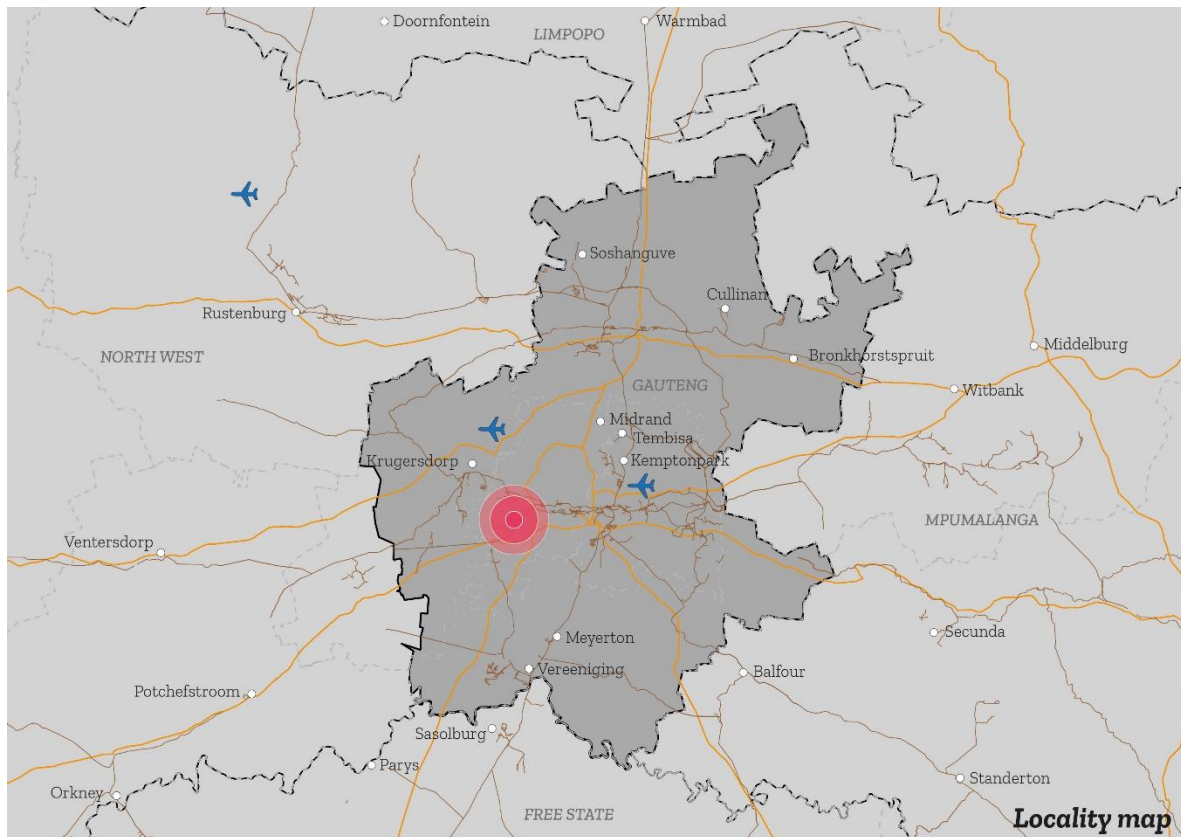 Doornfontein
Warmbad
LIMPOPO
Soshanguve
Cullinan
Rustenburg
NORTH WEST
Bronkhorstspruit
Middelburg
GAUTENG
Witbank
Midrand
Tembisa
Krugersdorp
Kemptonpark
MPUMALANGA
Ventersdorp
Meyerton
Secunda
Vereeniging
Balfour
Potchefstroom
Sasolburg
Parys
Standerton
Orkney
FREE STATE
Locality map